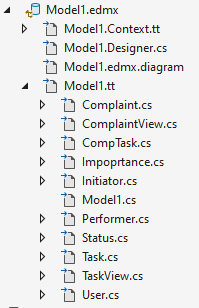 Model1.edmx
Model1.Context.tt
Model1.Designer.cs
Model1.edmx.diagram
Model1.tt
Complaint.cs
ComplaintView.cs
CompTask.cs
Impoprtance.cs
Initiator.cs
Model1.cs
Performer.cs
Status.cs
Task.cs
TaskView.cs
User.cs